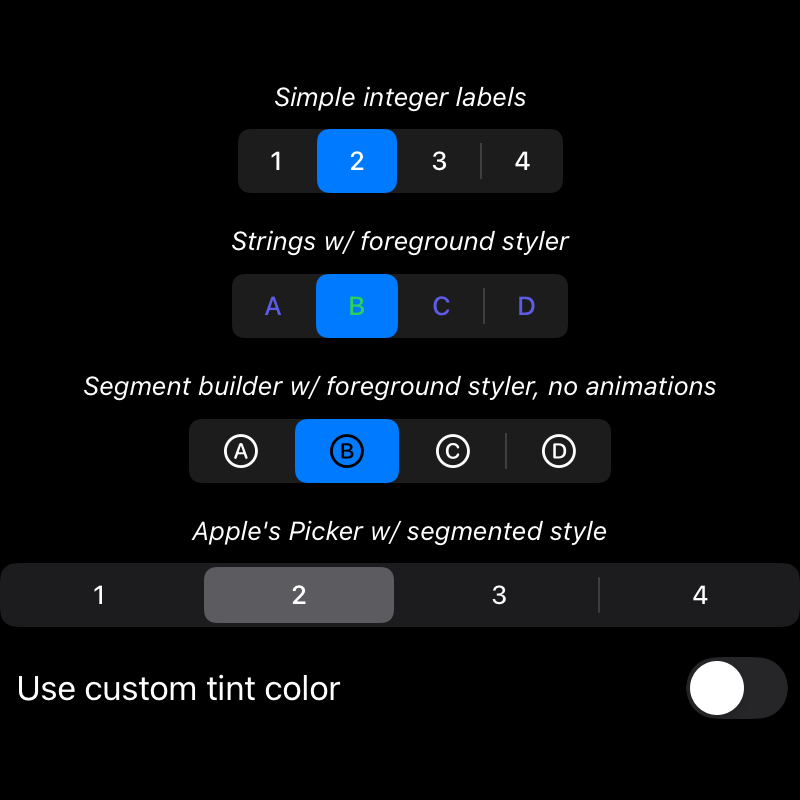 Simple integer labels
1 2 3 4
Strings w/ foreground styler
A B C D
Segment builder w/ foreground styler, no animations
A B C D
Apple's Picker w/ segmented style
1 2 3 4
Use custom tint color